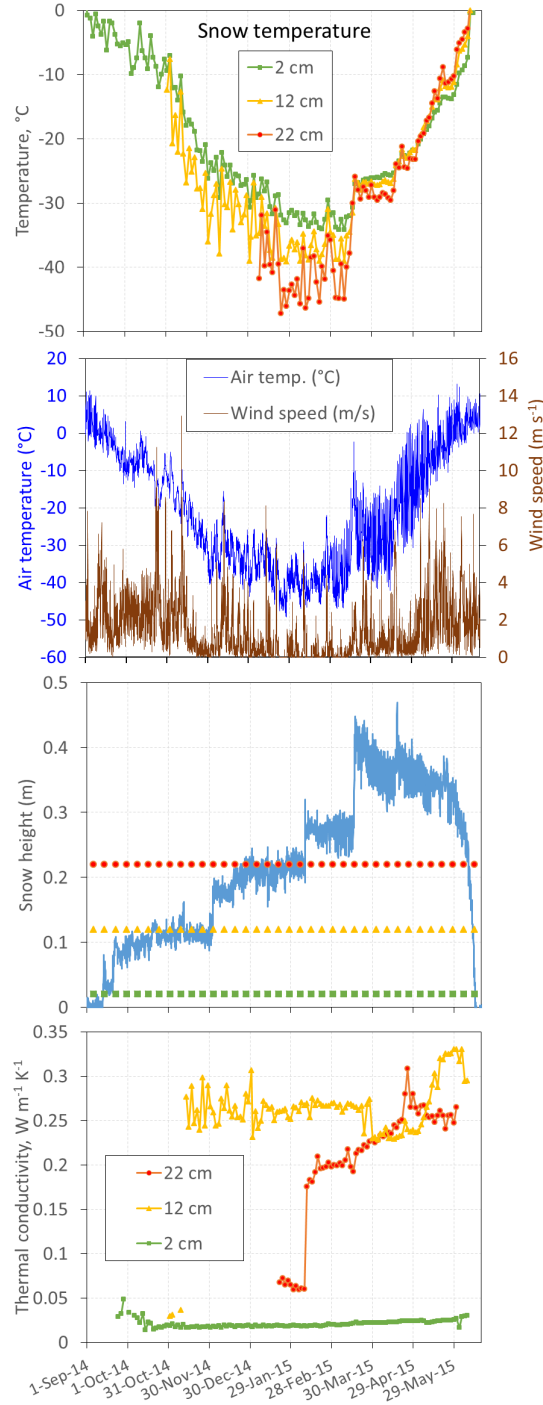 Snow temperature
2 cm
12 cm
22 cm
Temperature, °C
0
-10
-20
-30
-40
-50
Air temp. (°C)
Wind speed (m/s)
Air temperature (°C)
20
10
0
-10
-20
-30
-40
-50
-60
Wind speed (m s-1)
16
14
12
10
8
6
4
2
0
Snow height (m)
0.5
0.4
0.3
0.2
0.1
0
Thermal conductivity, W m-1 K-1
0.35
0.3
0.25
0.2
0.15
0.1
0.05
0
22 cm
12 cm
2 cm
1-Sep-14
1-Oct-14
31-Oct-14
30-Nov-14
30-Dec-14
29-Jan-15
28-Feb-15
30-Mar-15
29-Apr-15
29-May-15